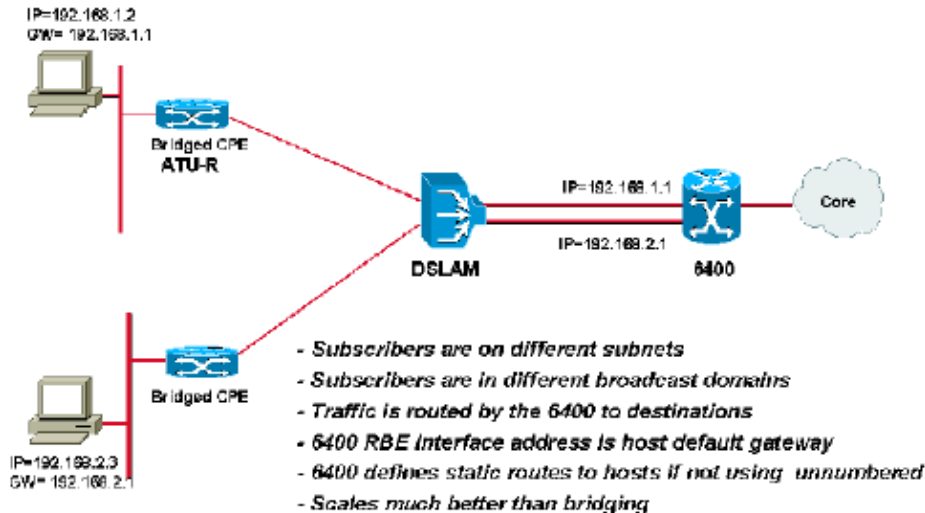 IP=192.168.1.2
GW= 192.168.1.1
Bridged CPE
ATU-R
IP=192.168.1.1
Core
IP=192.168.2.1
DSLAM
6400
- Subscribers are on different subnets
- Subscribers are in different broadcast domains
- Traffic is routed by the 6400 to destinations
Bridged CPE
- 6400 RBE Interface address is host default gateway
IP=192.168.2.3
GW= 192.168.2.1
- 6400 defines static routes to hosts if not using unnumbered
- Scales much better than bridging